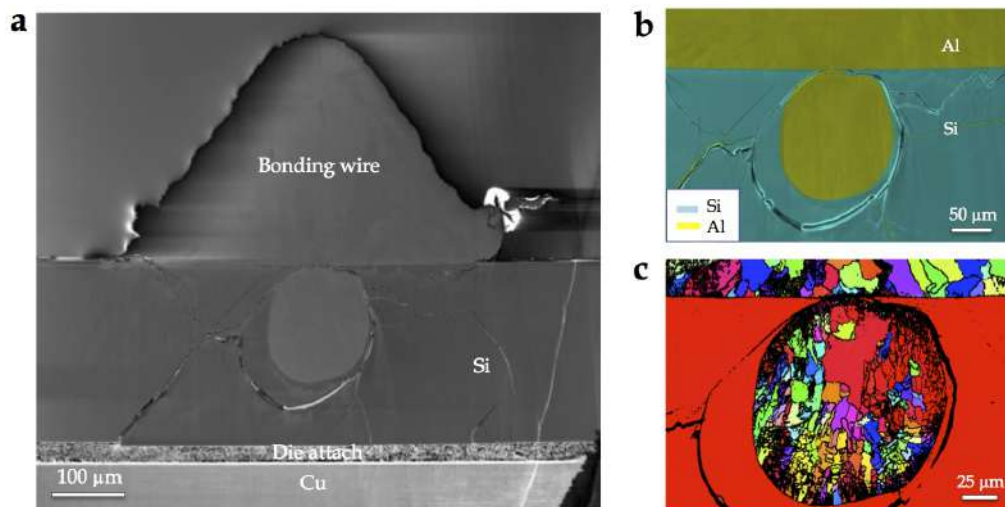 a
Bonding wire
Si
Die attach
100 μm
Cu
b
Al
Si
Si
Al
50 μm
c
25 μm